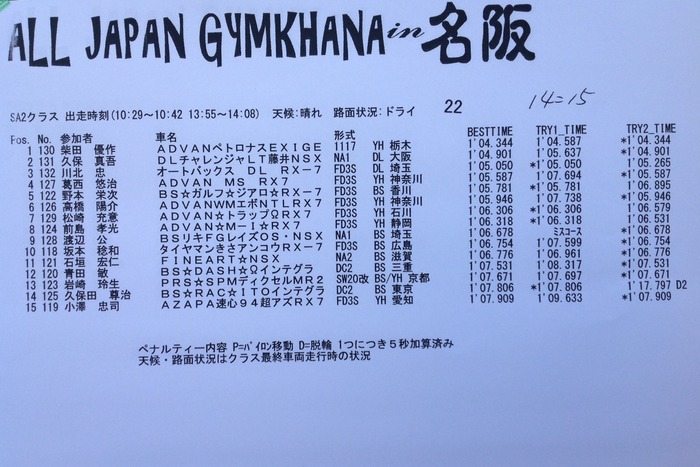 ALL JAPAN GYMKHANA in 名阪
SA2クラス 出走時刻(10:29～10:42 13:55～14:08) 天候:晴れ 路面状況:ドライ 22 14=15
Pos. No. 参加者 車名 型式 BESTTIME TRY1_TIME TRY2_TIME
1 130 柴田 優作 ADVANペトロナスEXIGE 1117 YH 栃木 1'04.344 1'04.587 *1'04.344
2 131 久保 真吾 DLチャレンジャLT藤井NSX NA1 DL 大阪 1'04.901 1'05.637 *1'04.901
3 132 川北 忠 オートバックス DL RX-7 FD3S DL 埼玉 1'05.050 *1'05.050 1'05.265
4 127 葛西 悠治 ADVAN MS RX7 FD3S YH 神奈川 1'05.587 1'07.694 *1'05.587
5 122 野本 栄次 BS☆ガルフ☆ジアロ☆RX-7 FD3S BS 香川 1'05.781 *1'05.781 1'06.895
6 126 高橋 陽介 ADVANWMエボNTLRX7 FD3S YH 神奈川 1'05.946 1'07.738 *1'05.946
7 129 松崎 充意 ADVAN☆トラップΩRX7 FD3S YH 石川 1'06.306 *1'06.306 1'06.579
8 124 前島 孝光 ADVAN☆M-I☆RX7 FD3S YH 静岡 1'06.318 *1'06.318 1'06.531
9 128 渡辺 公 BSリキFGレイズOS・NSX NA1 BS 埼玉 1'06.678 ミスコース *1'06.678
10 118 坂本 稔和 タイヤマンきさアンコウRX-7 FD3S BS 広島 1'06.754 1'07.599 *1'06.754
11 121 石垣 宏仁 FINEART☆NSX NA2 BS 滋賀 1'06.776 1'06.961 *1'06.776
12 120 青田 敏 BS☆DASH☆Ωインテグラ DC2 BS 三重 1'07.531 1'08.317 *1'07.531
13 123 岩崎 玲生 PRS☆SPMディクセルMR2 SW20改 BS/YH 京都 1'07.671 1'07.697 *1'07.671
14 125 久保田 尊治 BS☆RAC☆ITOインテグラ DC2 BS 東京 1'07.806 *1'07.806 1'17.797 D2
15 119 小澤 忠司 AZAPA速心94超アズRX7 FD3S YH 愛知 1'07.909 1'09.633 *1'07.909
ペナルティー内容 P=ﾊﾟｲﾛﾝ移動 D=脱輪 1つにつき5秒加算済み
天候・路面状況はクラス最終車両走行時の状況